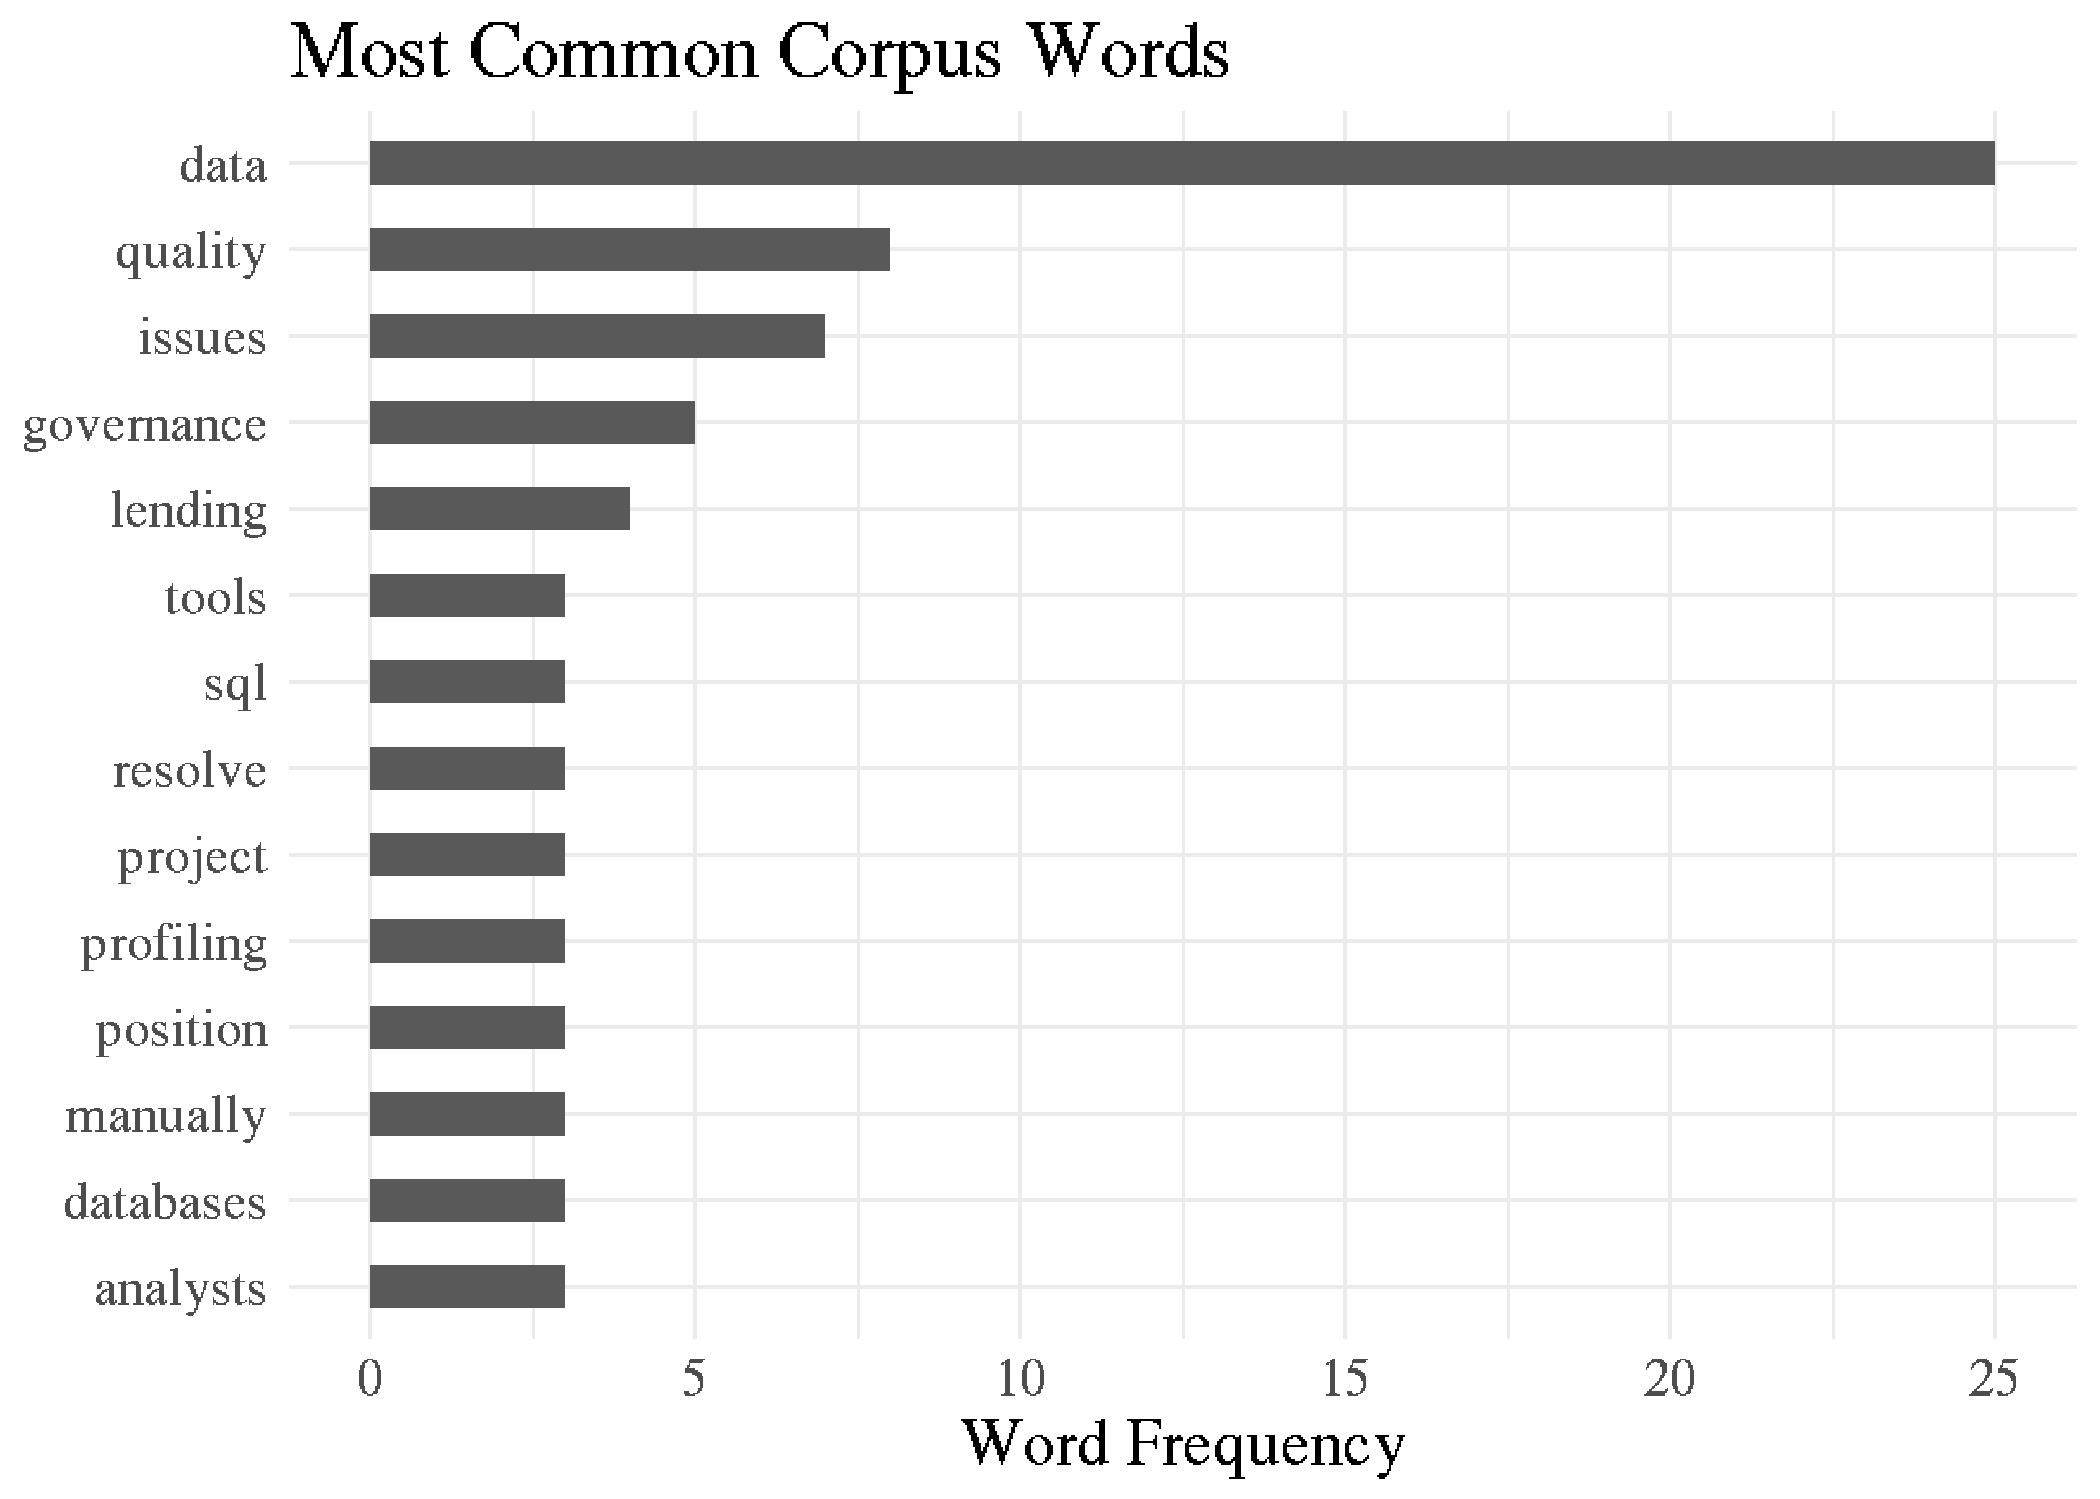 Most Common Corpus Words
data
quality
issues
governance
lending
tools
sql
resolve
project
profiling
position
manually
databases
analysts
0 5 10 15 20 25
Word Frequency